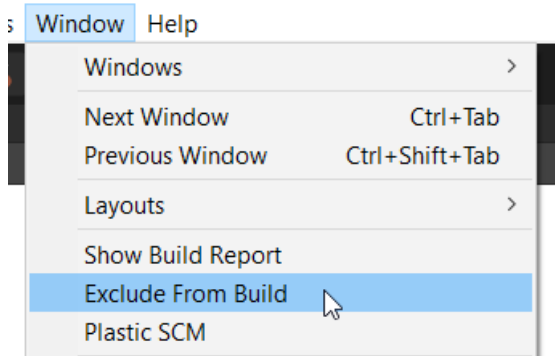 s Window Help
Windows >
Next Window Ctrl+Tab
Previous Window Ctrl+Shift+Tab
Layouts >
Show Build Report
Exclude From Build
Plastic SCM